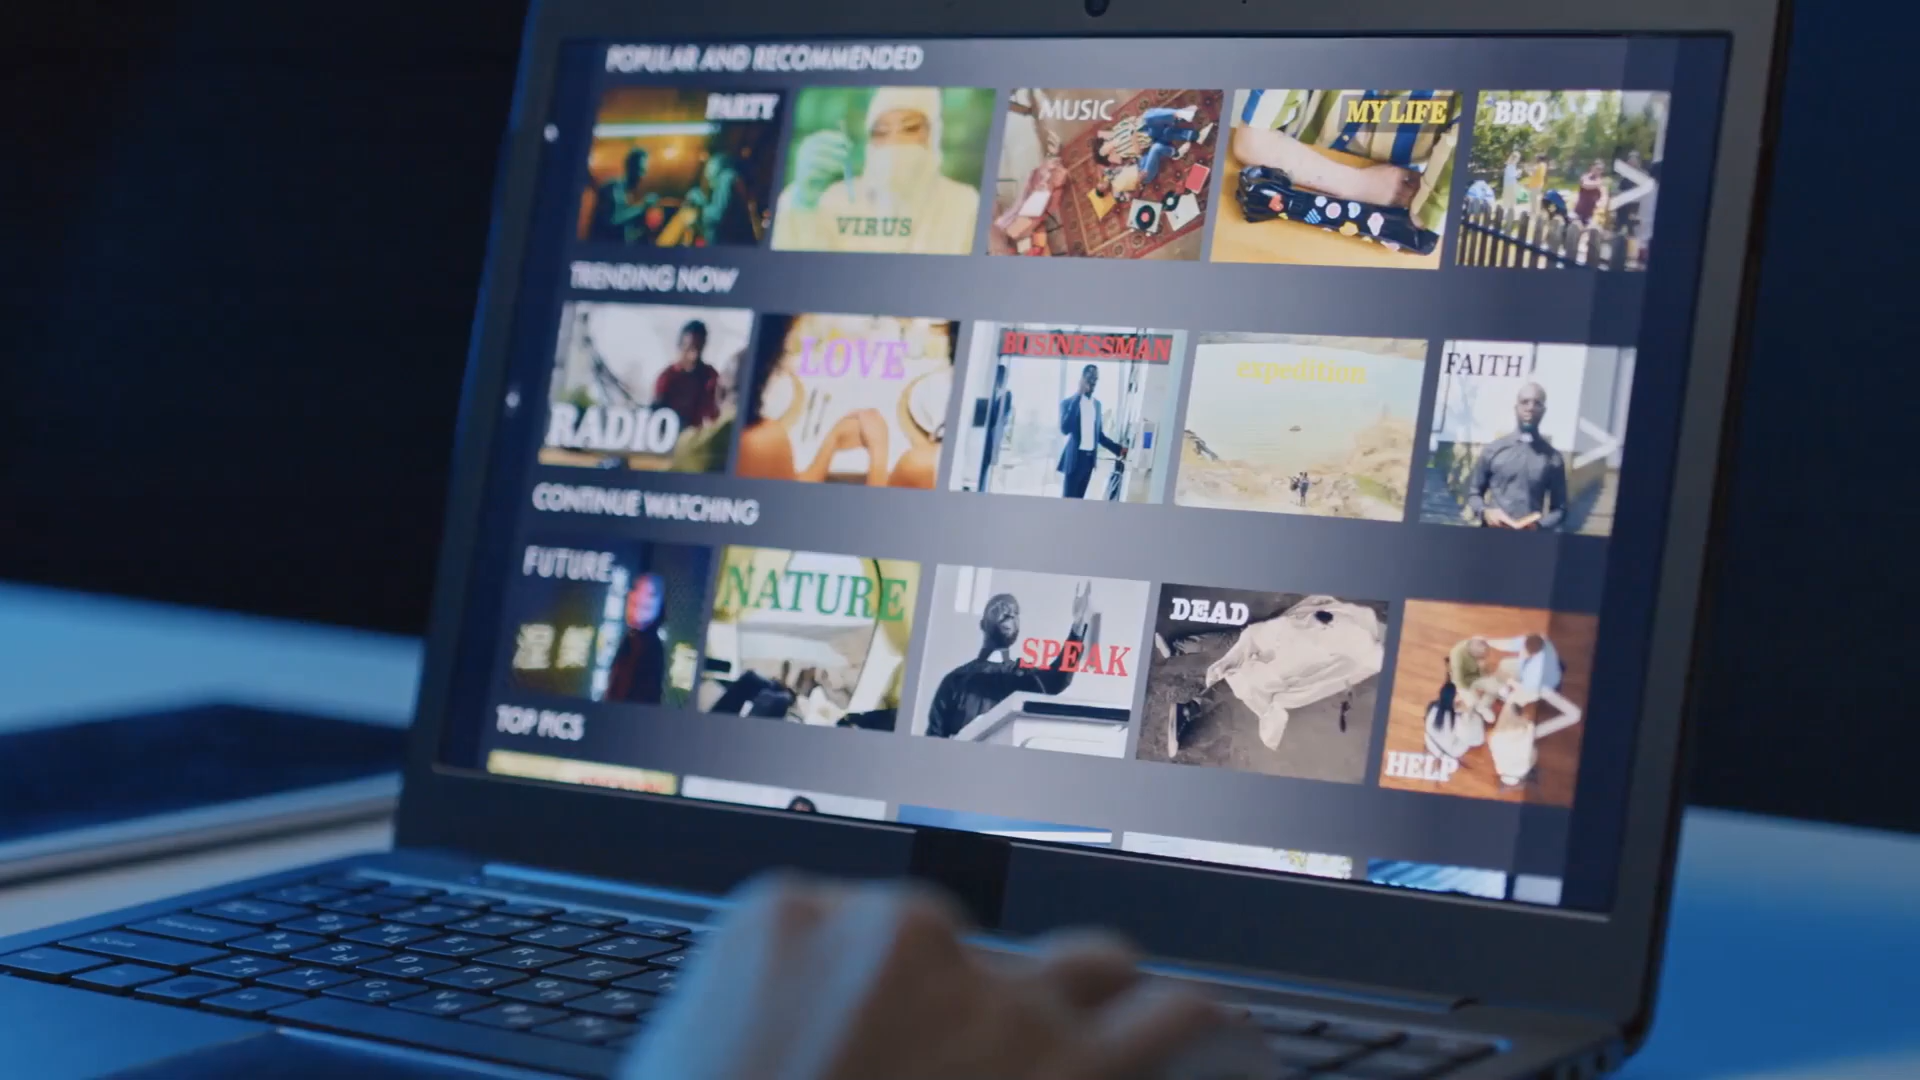 POPULAR AND RECOMMENDED
PARTY
VIRUS
MUSIC
MY LIFE
BBQ
TRENDING NOW
RADIO
LOVE
BUSINESSMAN
expedition
FAITH
CONTINUE WATCHING
FUTURE
NATURE
SPEAK
DEAD
HELP
TOP PICS